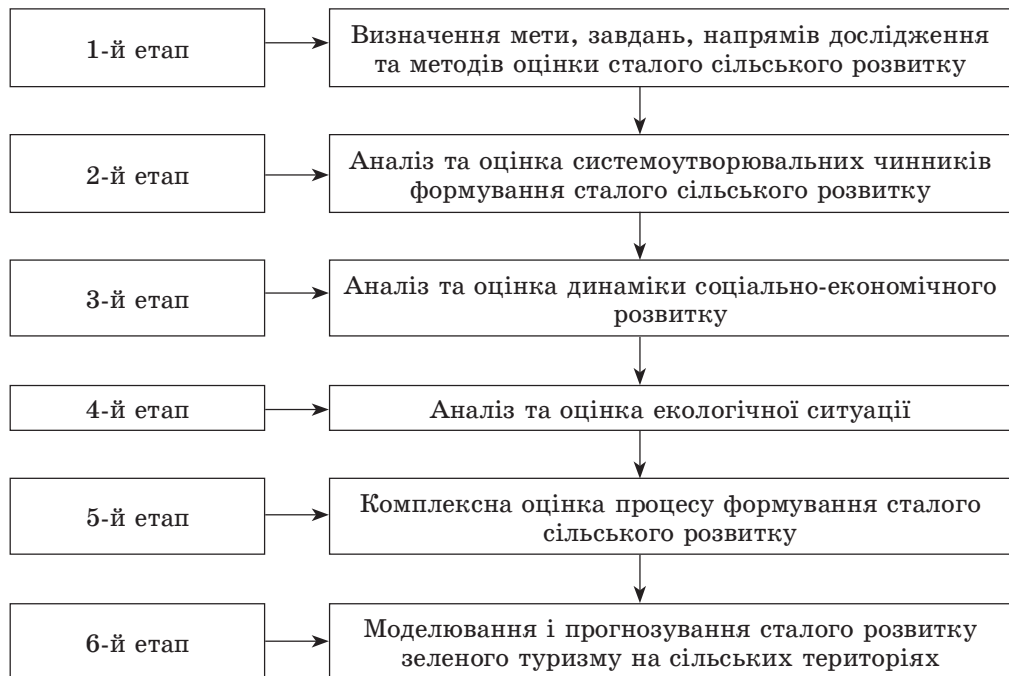 1-й етап
Визначення мети, завдань, напрямів дослідження
та методів оцінки сталого сільського розвитку
2-й етап
Аналіз та оцінка системоутворювальних чинників
формування сталого сільського розвитку
3-й етап
Аналіз та оцінка динаміки соціально-економічного
розвитку
4-й етап
Аналіз та оцінка екологічної ситуації
5-й етап
Комплексна оцінка процесу формування сталого
сільського розвитку
6-й етап
Моделювання і прогнозування сталого розвитку
зеленого туризму на сільських територіях